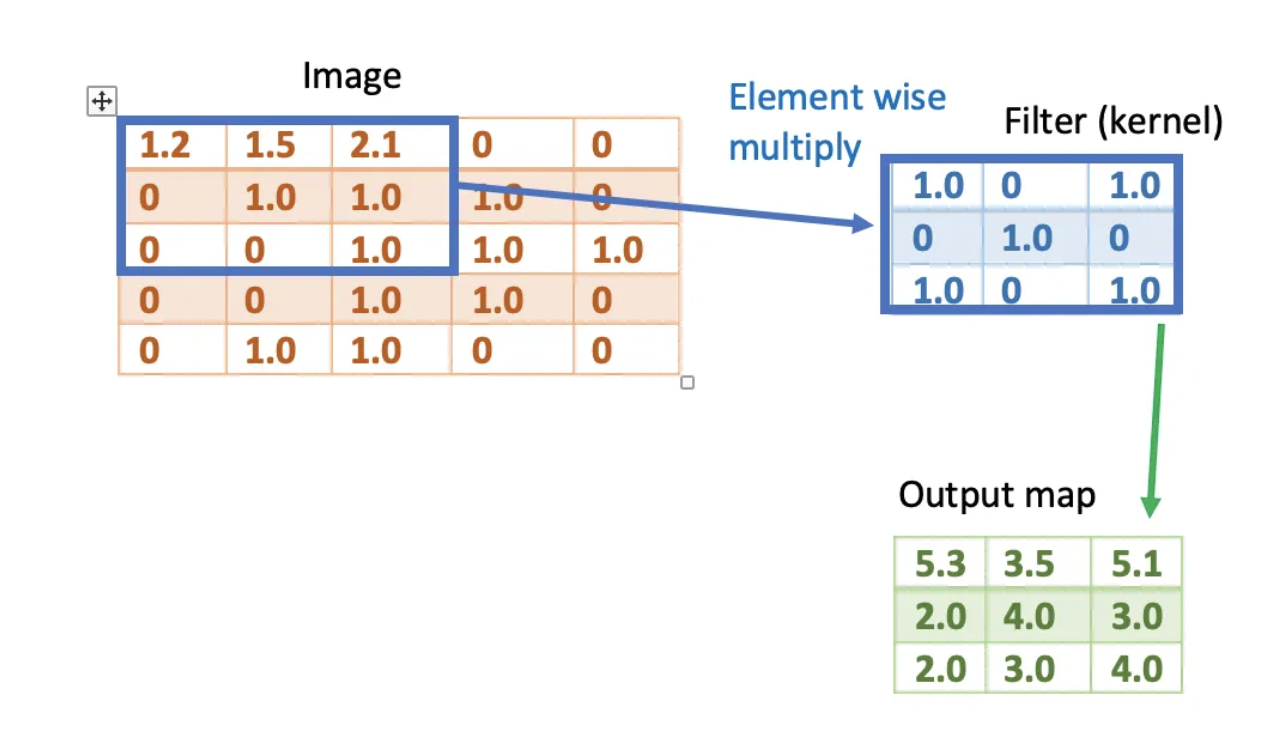 Image
1.2 1.5 2.1 0 0
0 1.0 1.0 1.0 0
0 0 1.0 1.0 1.0
0 0 1.0 1.0 0
0 1.0 1.0 0 0
Element wise
multiply
Filter (kernel)
1.0 0 1.0
0 1.0 0
1.0 0 1.0
Output map
5.3 3.5 5.1
2.0 4.0 3.0
2.0 3.0 4.0